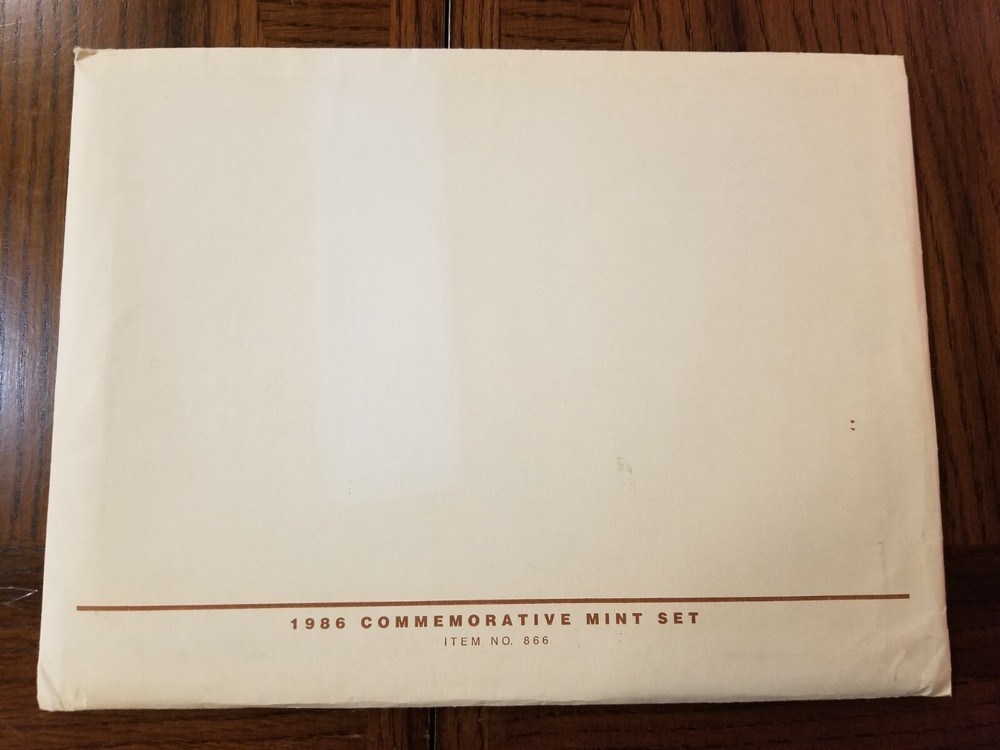 1986 COMMEMORATIVE MINT SET
ITEM NO. 866